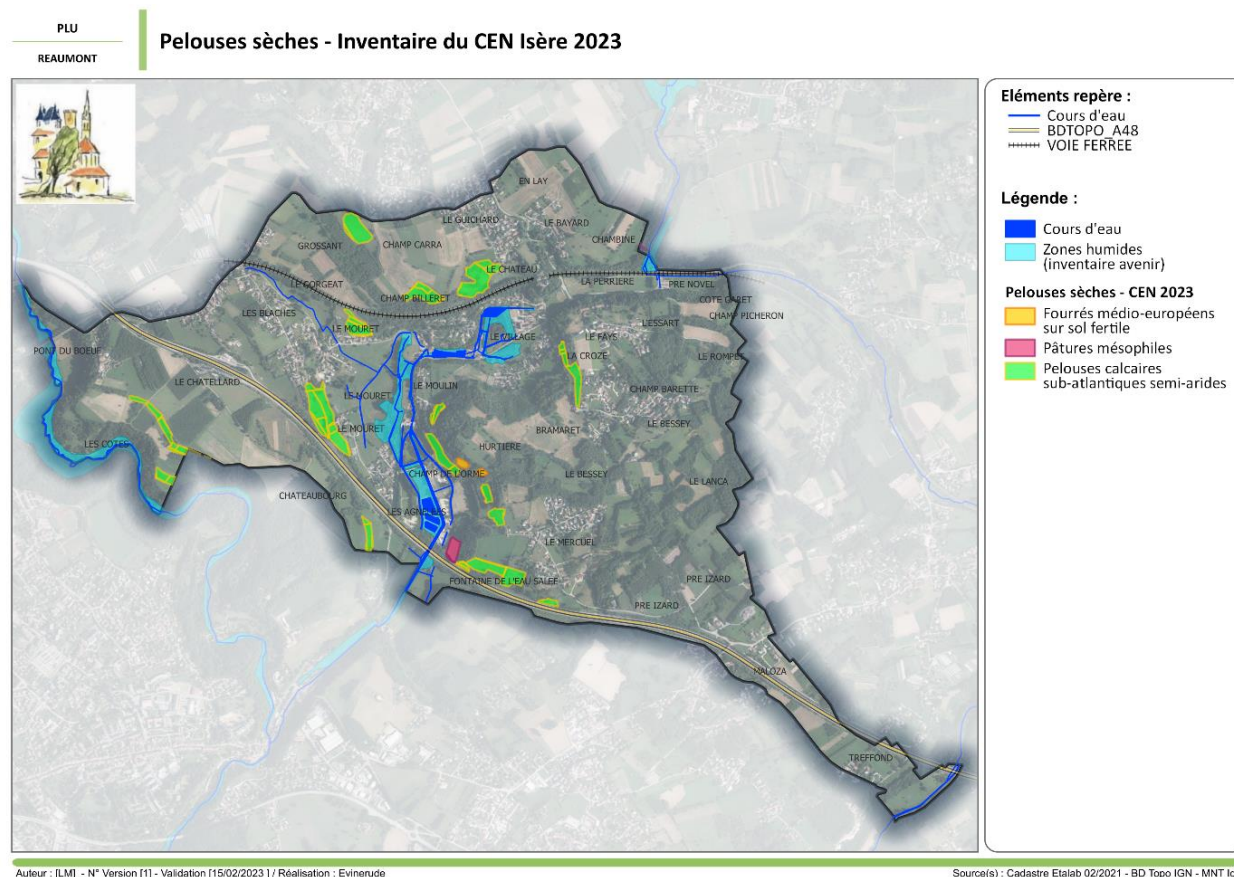 PLU
REAUMONT
Pelouses sèches - Inventaire du CEN Isère 2023
Eléments repère :
Cours d'eau
BDTOPO_A48
VOIE FERREE
Légende :
Cours d'eau
Zones humides
(inventaire avenir)
Pelouses sèches - CEN 2023
Fourrés médio-européens
sur sol fertile
Pâtures mésophiles
Pelouses calcaires
sub-atlantiques semi-arides
EN LAY
LE GUICHARD
LE BAYARD
CHAMBINE
GROSSANT
CHAMP CARRA
LE CHATEAU
LE GORGEAT
CHAMP BILLERET
LA PERRIERE
PRE NOVEL
COTE GARET
CHAMP PICHERON
LES BLACHES
LE MOURET
LE VILLAGE
LE FAYS
L'ESSART
PONT DU BOEUF
LA CROZE
LE ROMPET
LE CHATELLARD
LE MOURET
LE MOULIN
CHAMP BARETTE
LE MOURET
BRAMARET
LE BESSEY
LES COTES
HURTIERE
CHAMP DE L'ORME
LE BESSEY
LE LANCA
CHATEAUBOURG
LES AGNELEES
LE MERCUEL
FONTAINE DE L'EAU SALEE
PRE IZARD
PRE IZARD
MALOZA
TREFFOND
Auteur : [LM] - N° Version [1] - Validation [15/02/2023 ] / Réalisation : Evinerude
Source(s) : Cadastre Etalab 02/2021 - BD Topo IGN - MNT